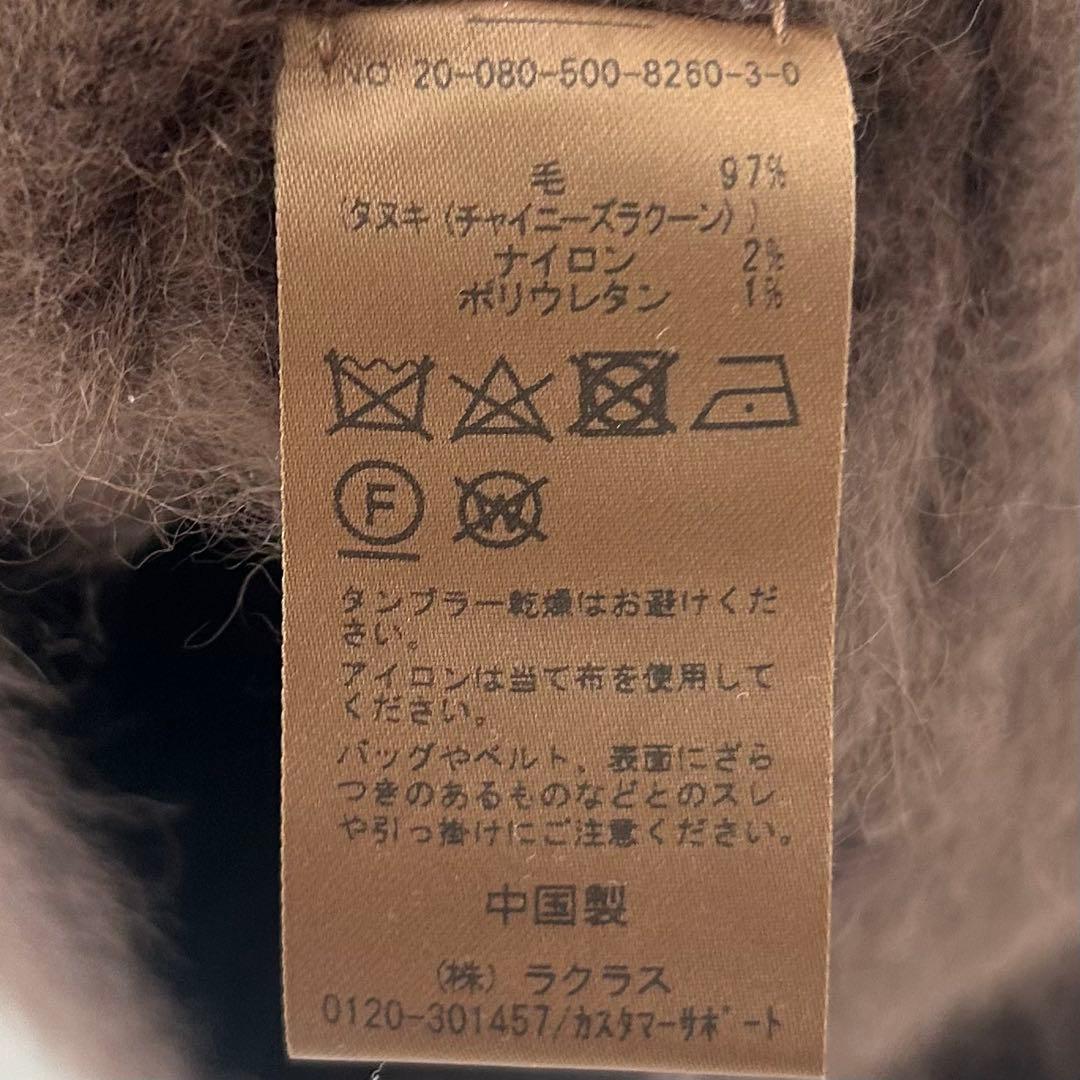 NO 20-080-500-8260-3-0
毛 97%
(タヌキ(チャイニーズラクーン))
ナイロン 2%
ポリウレタン 1%
F W
タンブラー乾燥はお避けくだ
さい。
アイロンは当て布を使用して
ください。
バッグやベルト、表面にざら
つきのあるものなどとのスレ
や引っ掛けにご注意ください。
中国製
(株) ラクラス
0120-301457/カスタマーサポート